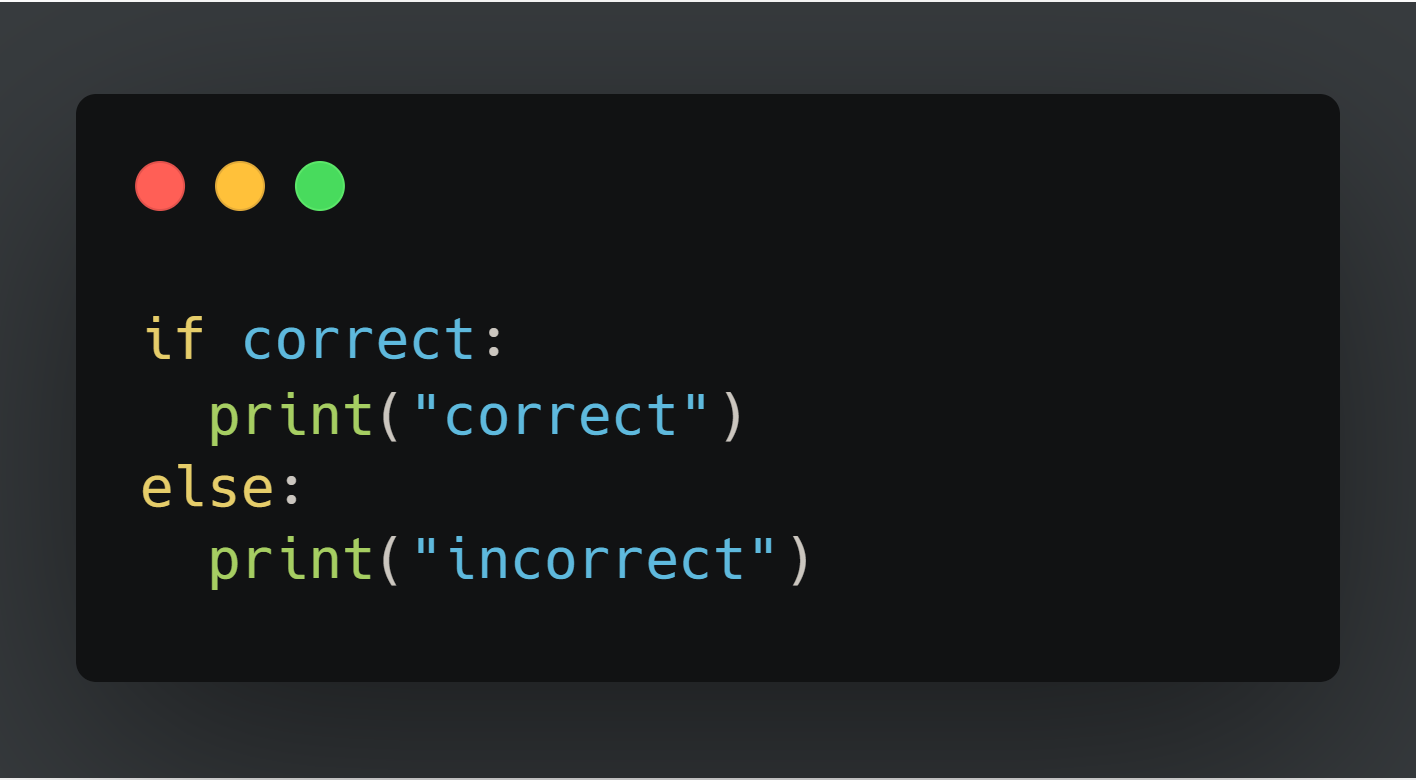 if correct:
  print("correct")
else:
  print("incorrect")